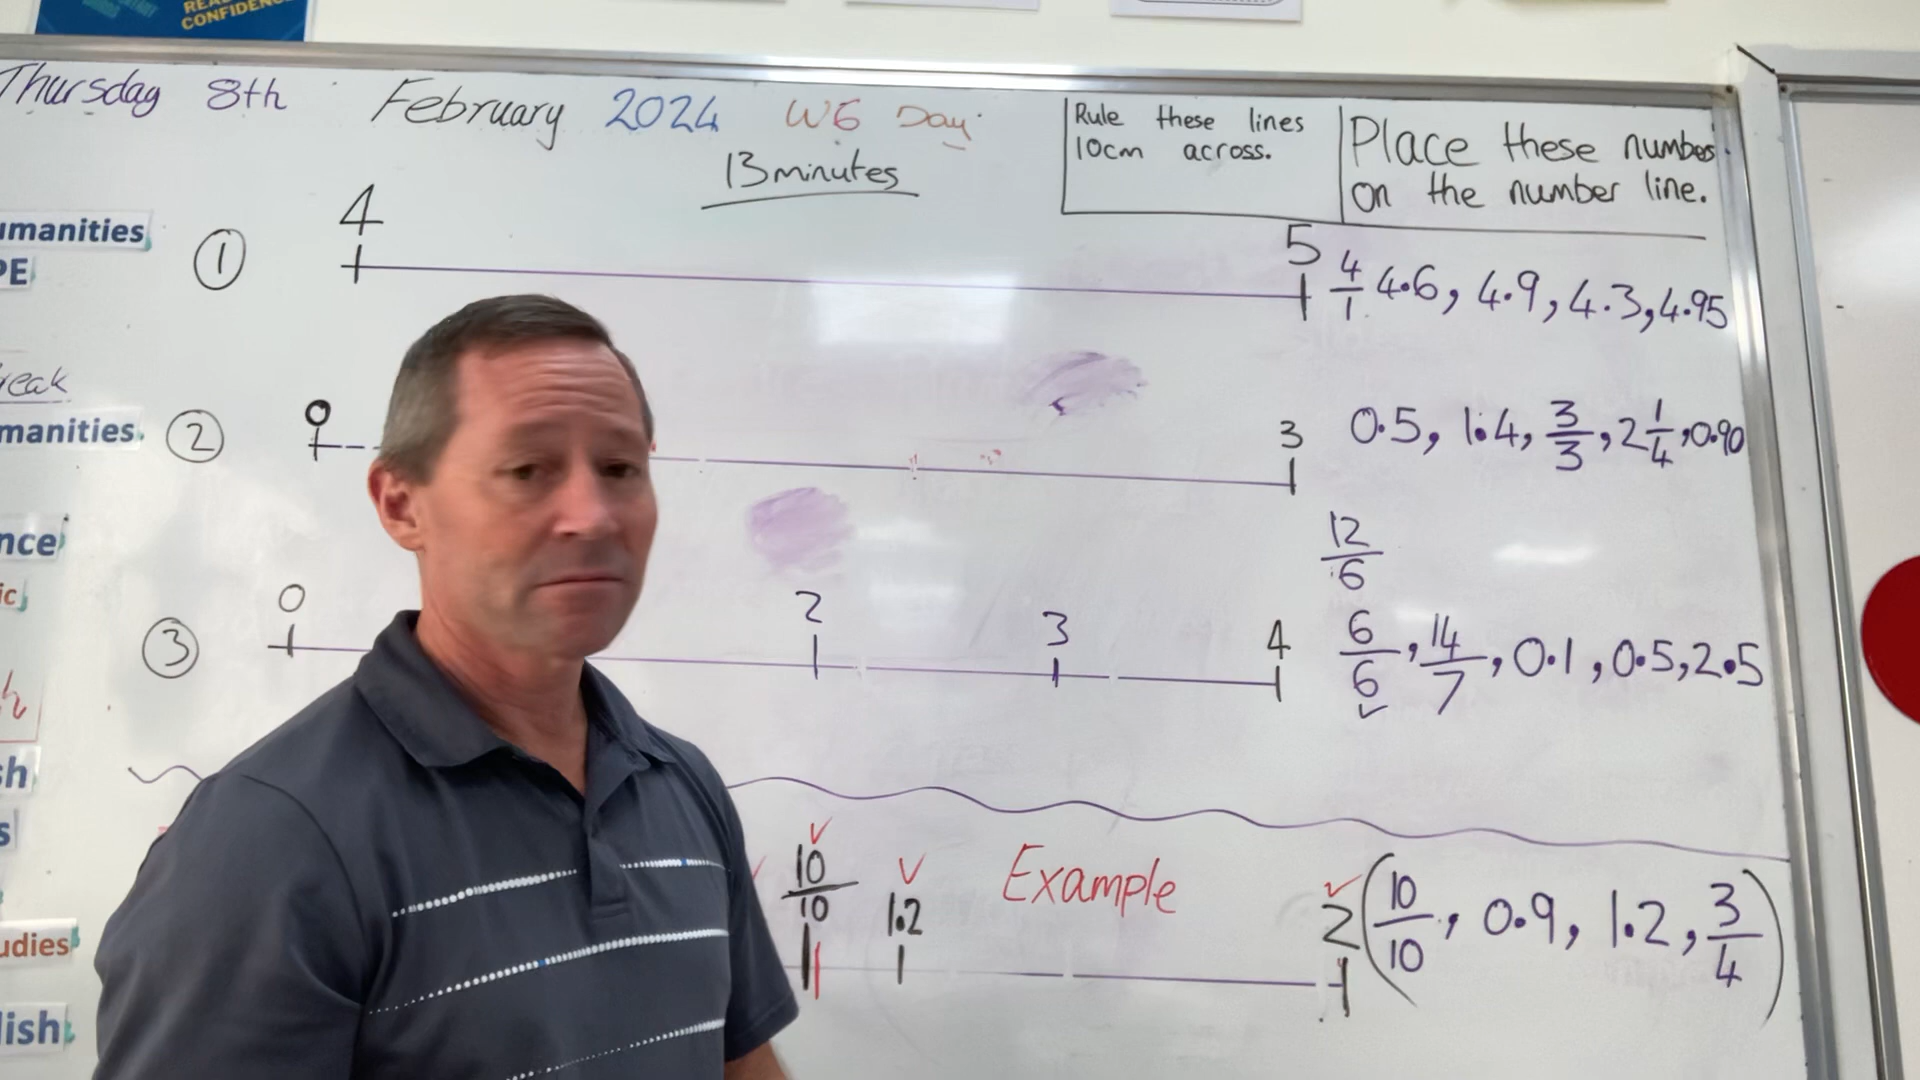 CONFIDENCE
Thursday 8th February 2024 W6 Day
13 minutes
Rule these lines
10cm across.
Place these numbers
on the number line.
umanities
PE
reak
manities
nce
ic
h
sh
s
udies
lish
① 4 5 4/1 4.6, 4.9, 4.3, 4.95
② 0 3 0.5, 1.4, 3/3, 2 1/4, 0.90
12/6
③ 0 2 3 4 6/6, 14/7, 0.1, 0.5, 2.5
10/10 1.2 Example 2 (10/10, 0.9, 1.2, 3/4)